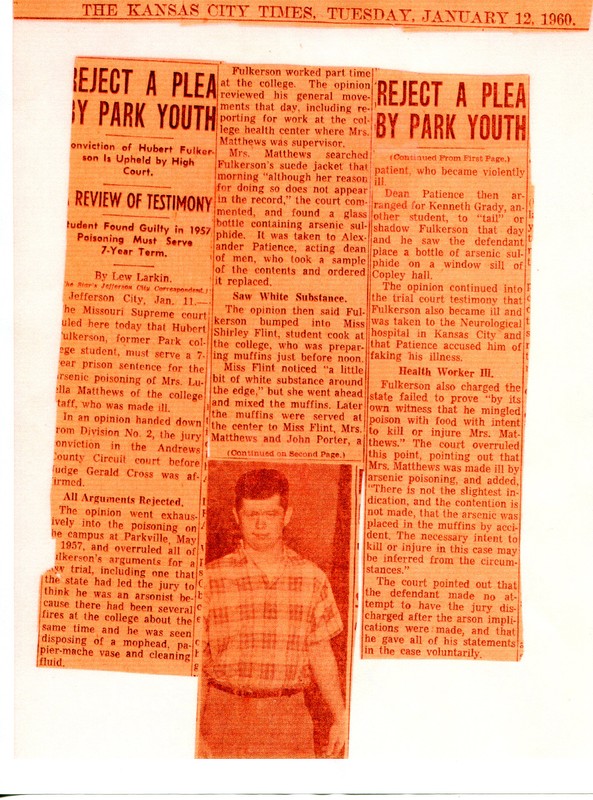 THE KANSAS CITY TIMES, TUESDAY, JANUARY 12, 1960.
REJECT A PLEA
BY PARK YOUTH
onviction of Hubert Fulker-
son Is Upheld by High
Court.
REVIEW OF TESTIMONY
tudent Found Guilty in 1957
Poisoning Must Serve
7-Year Term.
By Lew Larkin.
he Star's Jefferson City Correspondent.)
Jefferson City, Jan. 11.—
he Missouri Supreme court
uled here today that Hubert
ulkerson, former Park col-
ege student, must serve a 7-
ear prison sentence for the
rsenic poisoning of Mrs. Lu-
ella Matthews of the college
taff, who was made ill.
In an opinion handed down
rom Division No. 2, the jury
onviction in the Andrews
ounty Circuit court before
udge Gerald Cross was af-
irmed.
All Arguments Rejected.
The opinion went exhaus-
ively into the poisoning on
he campus at Parkville, May
1957, and overruled all of
ulkerson's arguments for a
ew trial, including one that
the state had led the jury to
think he was an arsonist be-
cause there had been several
fires at the college about the
same time and he was seen
disposing of a mophead, pa-
pier-mache vase and cleaning
fluid.
Fulkerson worked part time
at the college. The opinion
reviewed his general move-
ments that day, including re-
porting for work at the col-
lege health center where Mrs.
Matthews was supervisor.
Mrs. Matthews searched
Fulkerson's suede jacket that
morning "although her reason
for doing so does not appear
in the record," the court com-
mented, and found a glass
bottle containing arsenic sul-
phide. It was taken to Alex-
ander Patience, acting dean
of men, who took a sample
of the contents and ordered
it replaced.
Saw White Substance.
The opinion then said Ful-
kerson bumped into Miss
Shirley Flint, student cook at
the college, who was prepar-
ing muffins just before noon.
Miss Flint noticed "a little
bit of white substance around
the edge," but she went ahead
and mixed the muffins. Later
the muffins were served at
the center to Miss Flint, Mrs.
Matthews and John Porter, a
(Continued on Second Page.)
REJECT A PLEA
BY PARK YOUTH
(Continued From First Page.)
patient, who became violently
ill.
Dean Patience then ar-
ranged for Kenneth Grady, an-
other student, to "tail" or
shadow Fulkerson that day
and he saw the defendant
place a bottle of arsenic sul-
phide on a window sill of
Copley hall.
The opinion continued into
the trial court testimony that
Fulkerson also became ill and
was taken to the Neurological
hospital in Kansas City and
that Patience accused him of
faking his illness.
Health Worker Ill.
Fulkerson also charged the
state failed to prove "by its
own witness that he mingled
poison with food with intent
to kill or injure Mrs. Mat-
thews." The court overruled
this point, pointing out that
Mrs. Matthews was made ill by
arsenic poisoning, and added,
"There is not the slightest in-
dication, and the contention is
not made, that the arsenic was
placed in the muffins by acci-
dent. The necessary intent to
kill or injure in this case may
be inferred from the circum-
stances."
The court pointed out that
the defendant made no at-
tempt to have the jury dis-
charged after the arson impli-
cations were made, and that
he gave all of his statements
in the case voluntarily.